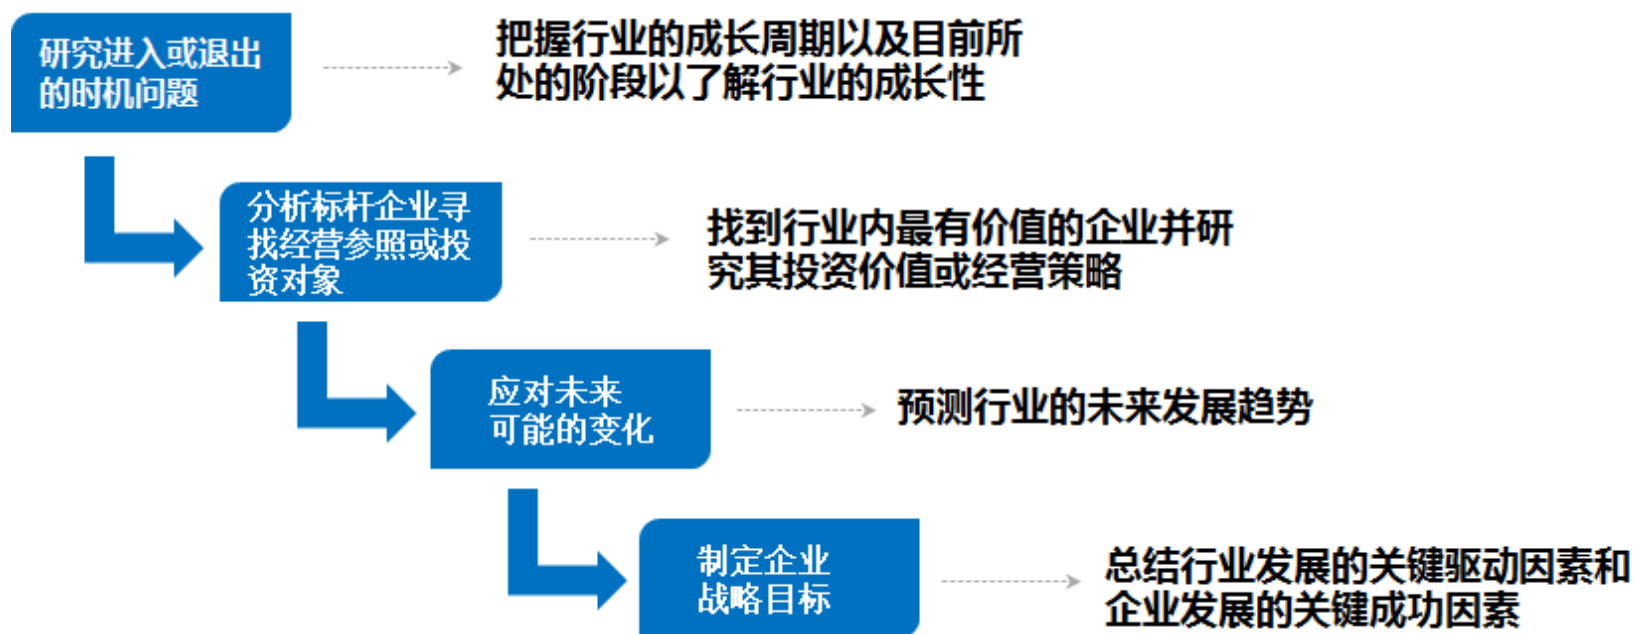 研究进入或退出
的时机问题
把握行业的成长周期以及目前所
处的阶段以了解行业的成长性
分析标杆企业寻
找经营参照或投
资对象
找到行业内最有价值的企业并研
究其投资价值或经营策略
应对未来
可能的变化
预测行业的未来发展趋势
制定企业
战略目标
总结行业发展的关键驱动因素和
企业发展的关键成功因素